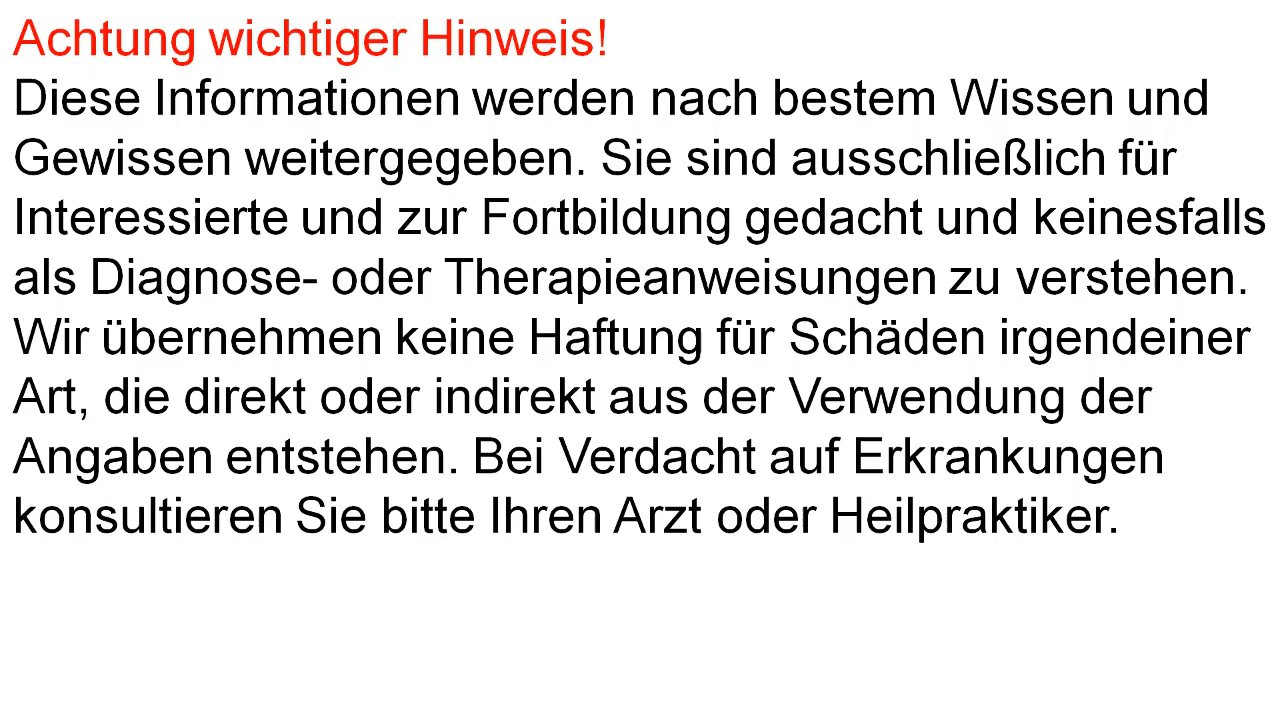 Achtung wichtiger Hinweis!
Diese Informationen werden nach bestem Wissen und
Gewissen weitergegeben. Sie sind ausschließlich für
Interessierte und zur Fortbildung gedacht und keinesfalls
als Diagnose- oder Therapieanweisungen zu verstehen.
Wir übernehmen keine Haftung für Schäden irgendeiner
Art, die direkt oder indirekt aus der Verwendung der
Angaben entstehen. Bei Verdacht auf Erkrankungen
konsultieren Sie bitte Ihren Arzt oder Heilpraktiker.